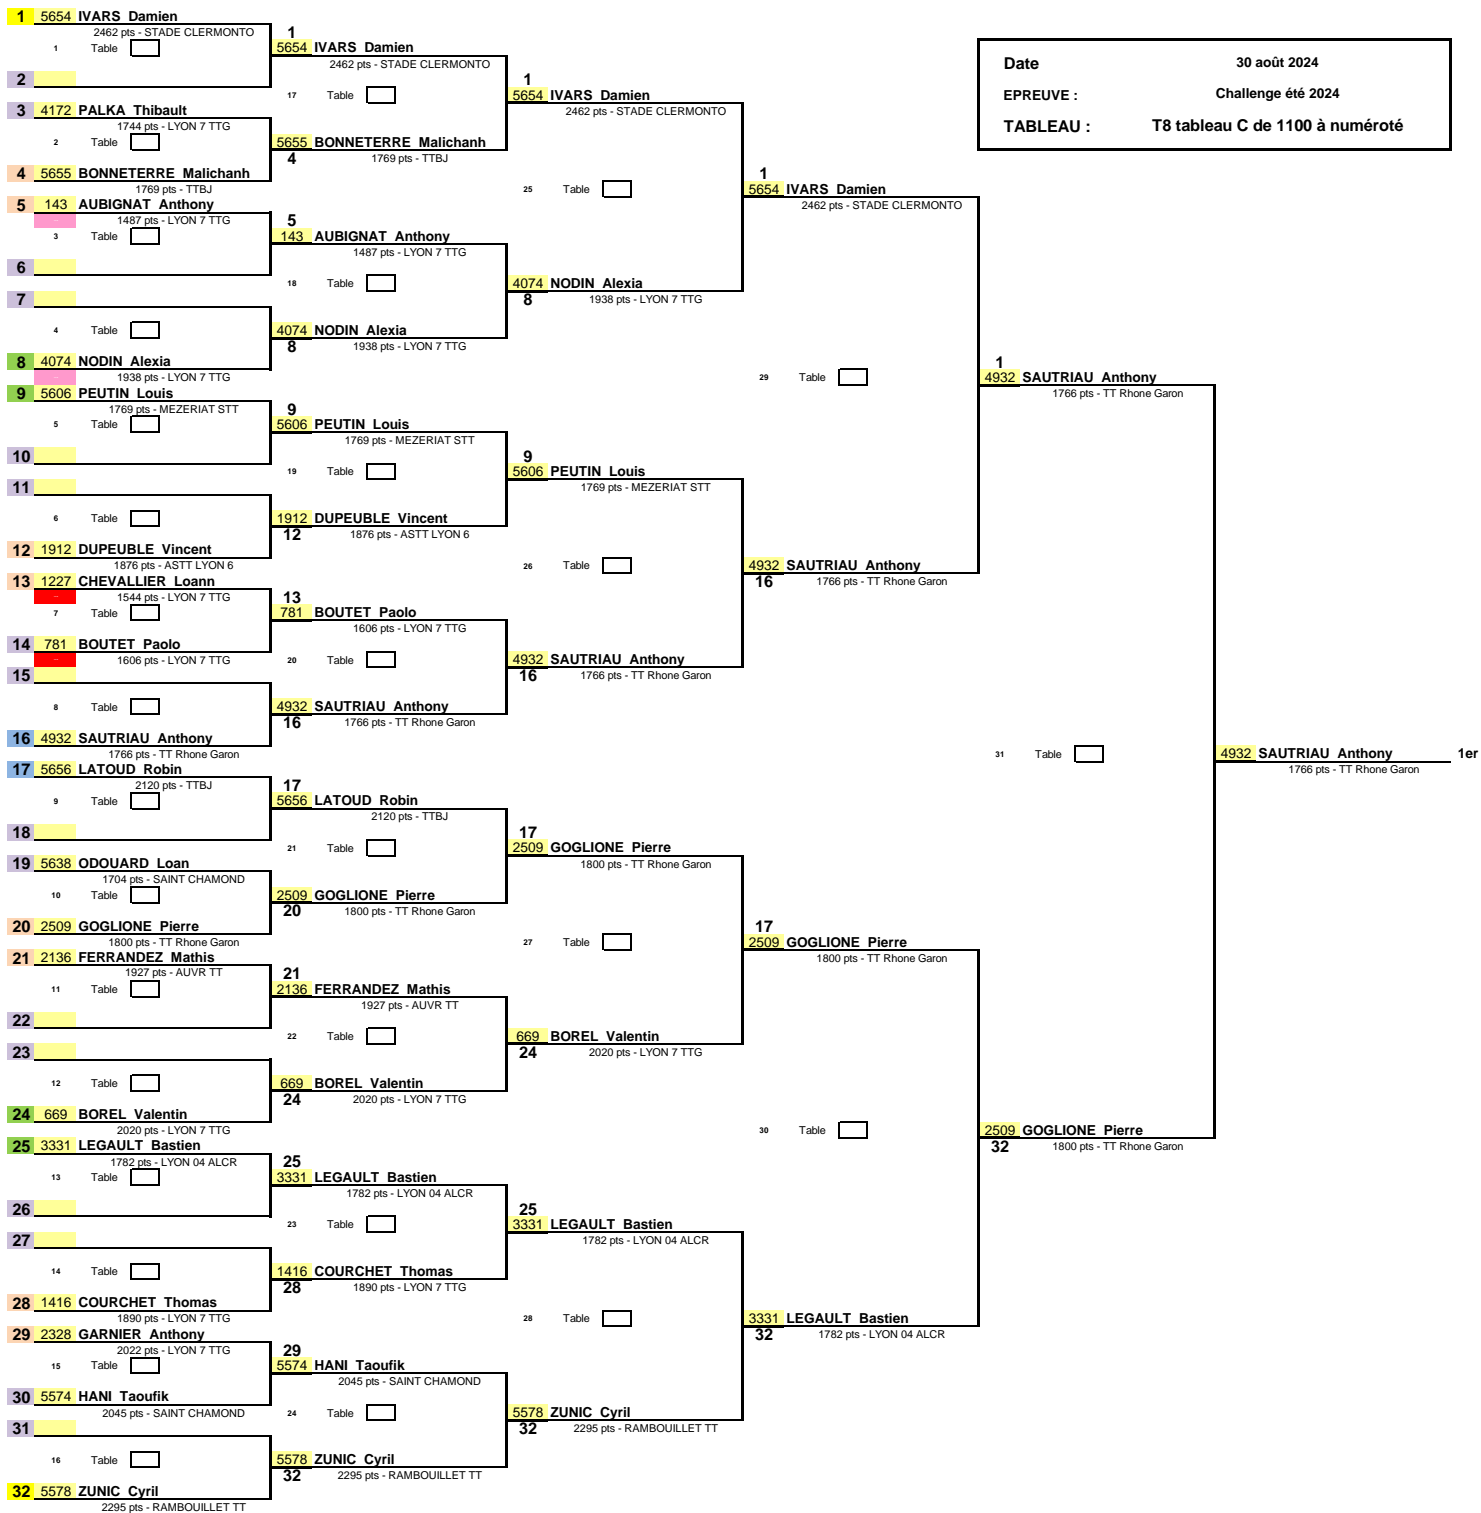 Date 30 août 2024
EPREUVE : Challenge été 2024
TABLEAU : T8 tableau C de 1100 à numéroté
1 5654 IVARS Damien
2462 pts - STADE CLERMONTO
1 Table
2
3 4172 PALKA Thibault
1744 pts - LYON 7 TTG
2 Table
4 5655 BONNETERRE Malichanh
1769 pts - TTBJ
5 143 AUBIGNAT Anthony
1487 pts - LYON 7 TTG
3 Table
6
7
4 Table
8 4074 NODIN Alexia
1938 pts - LYON 7 TTG
9 5606 PEUTIN Louis
1769 pts - MEZERIAT STT
5 Table
10
11
6 Table
12 1912 DUPEUBLE Vincent
1876 pts - ASTT LYON 6
13 1227 CHEVALLIER Loann
1544 pts - LYON 7 TTG
7 Table
14 781 BOUTET Paolo
1606 pts - LYON 7 TTG
15
8 Table
16 4932 SAUTRIAU Anthony
1766 pts - TT Rhone Garon
17 5656 LATOUD Robin
2120 pts - TTBJ
9 Table
18
19 5638 ODOUARD Loan
1704 pts - SAINT CHAMOND
10 Table
20 2509 GOGLIONE Pierre
1800 pts - TT Rhone Garon
21 2136 FERRANDEZ Mathis
1927 pts - AUVR TT
11 Table
22
23
12 Table
24 669 BOREL Valentin
2020 pts - LYON 7 TTG
25 3331 LEGAULT Bastien
1782 pts - LYON 04 ALCR
13 Table
26
27
14 Table
28 1416 COURCHET Thomas
1890 pts - LYON 7 TTG
29 2328 GARNIER Anthony
2022 pts - LYON 7 TTG
15 Table
30 5574 HANI Taoufik
2045 pts - SAINT CHAMOND
31
16 Table
32 5578 ZUNIC Cyril
2295 pts - RAMBOUILLET TT
1
5654 IVARS Damien
2462 pts - STADE CLERMONTO
17 Table
5655 BONNETERRE Malichanh
4 1769 pts - TTBJ
5
143 AUBIGNAT Anthony
1487 pts - LYON 7 TTG
18 Table
4074 NODIN Alexia
8 1938 pts - LYON 7 TTG
9
5606 PEUTIN Louis
1769 pts - MEZERIAT STT
19 Table
1912 DUPEUBLE Vincent
12 1876 pts - ASTT LYON 6
13
781 BOUTET Paolo
1606 pts - LYON 7 TTG
20 Table
4932 SAUTRIAU Anthony
16 1766 pts - TT Rhone Garon
17
5656 LATOUD Robin
2120 pts - TTBJ
21 Table
2509 GOGLIONE Pierre
20 1800 pts - TT Rhone Garon
21
2136 FERRANDEZ Mathis
1927 pts - AUVR TT
22 Table
669 BOREL Valentin
24 2020 pts - LYON 7 TTG
25
3331 LEGAULT Bastien
1782 pts - LYON 04 ALCR
23 Table
1416 COURCHET Thomas
28 1890 pts - LYON 7 TTG
29
5574 HANI Taoufik
2045 pts - SAINT CHAMOND
24 Table
5578 ZUNIC Cyril
32 2295 pts - RAMBOUILLET TT
1
5654 IVARS Damien
2462 pts - STADE CLERMONTO
25 Table
4074 NODIN Alexia
8 1938 pts - LYON 7 TTG
9
5606 PEUTIN Louis
1769 pts - MEZERIAT STT
26 Table
4932 SAUTRIAU Anthony
16 1766 pts - TT Rhone Garon
17
2509 GOGLIONE Pierre
1800 pts - TT Rhone Garon
27 Table
669 BOREL Valentin
24 2020 pts - LYON 7 TTG
25
3331 LEGAULT Bastien
1782 pts - LYON 04 ALCR
28 Table
5578 ZUNIC Cyril
32 2295 pts - RAMBOUILLET TT
1
5654 IVARS Damien
2462 pts - STADE CLERMONTO
29 Table
4932 SAUTRIAU Anthony
16 1766 pts - TT Rhone Garon
17
2509 GOGLIONE Pierre
1800 pts - TT Rhone Garon
30 Table
3331 LEGAULT Bastien
32 1782 pts - LYON 04 ALCR
1
4932 SAUTRIAU Anthony
1766 pts - TT Rhone Garon
31 Table
2509 GOGLIONE Pierre
32 1800 pts - TT Rhone Garon
4932 SAUTRIAU Anthony 1er
1766 pts - TT Rhone Garon